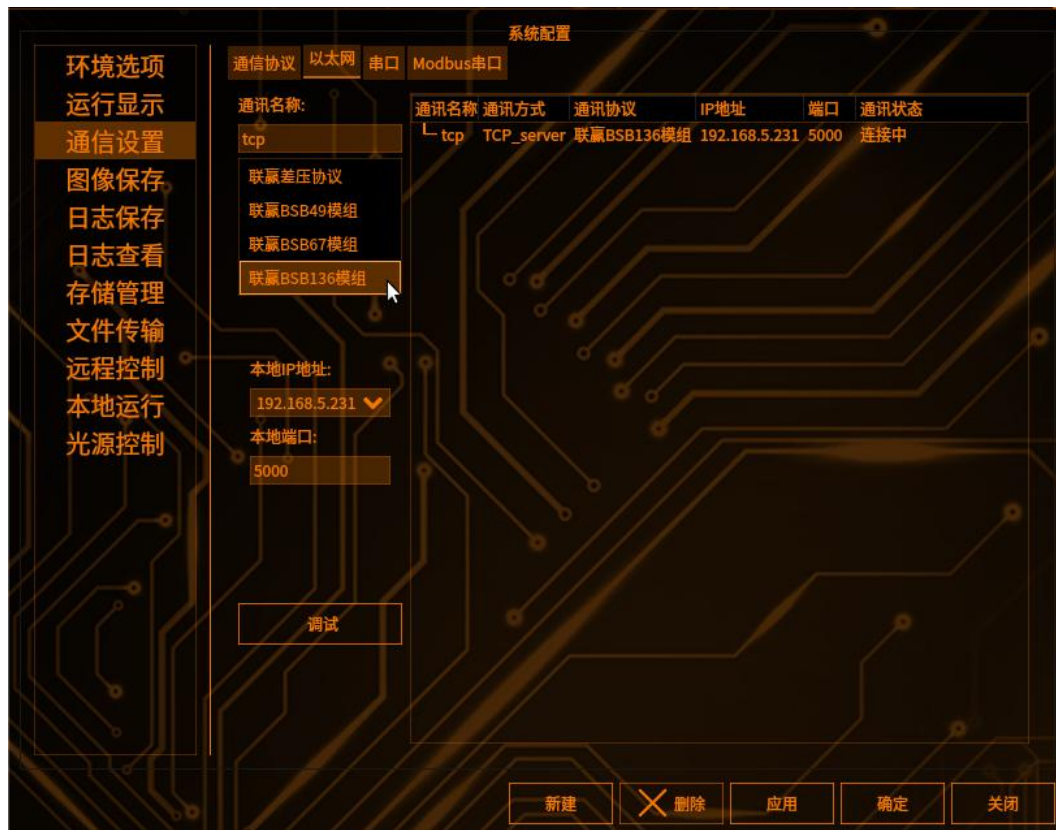 系统配置
环境选项
运行显示
通信设置
图像保存
日志保存
日志查看
存储管理
文件传输
远程控制
本地运行
光源控制
通信协议 以太网 串口 Modbus串口
通讯名称:
tcp
联赢差压协议
联赢BSB49模组
联赢BSB67模组
联赢BSB136模组
本地IP地址:
192.168.5.231
本地端口:
5000
调试
通讯名称 通讯方式 通讯协议 IP地址 端口 通讯状态
tcp TCP_server 联赢BSB136模组 192.168.5.231 5000 连接中
新建 删除 应用 确定 关闭